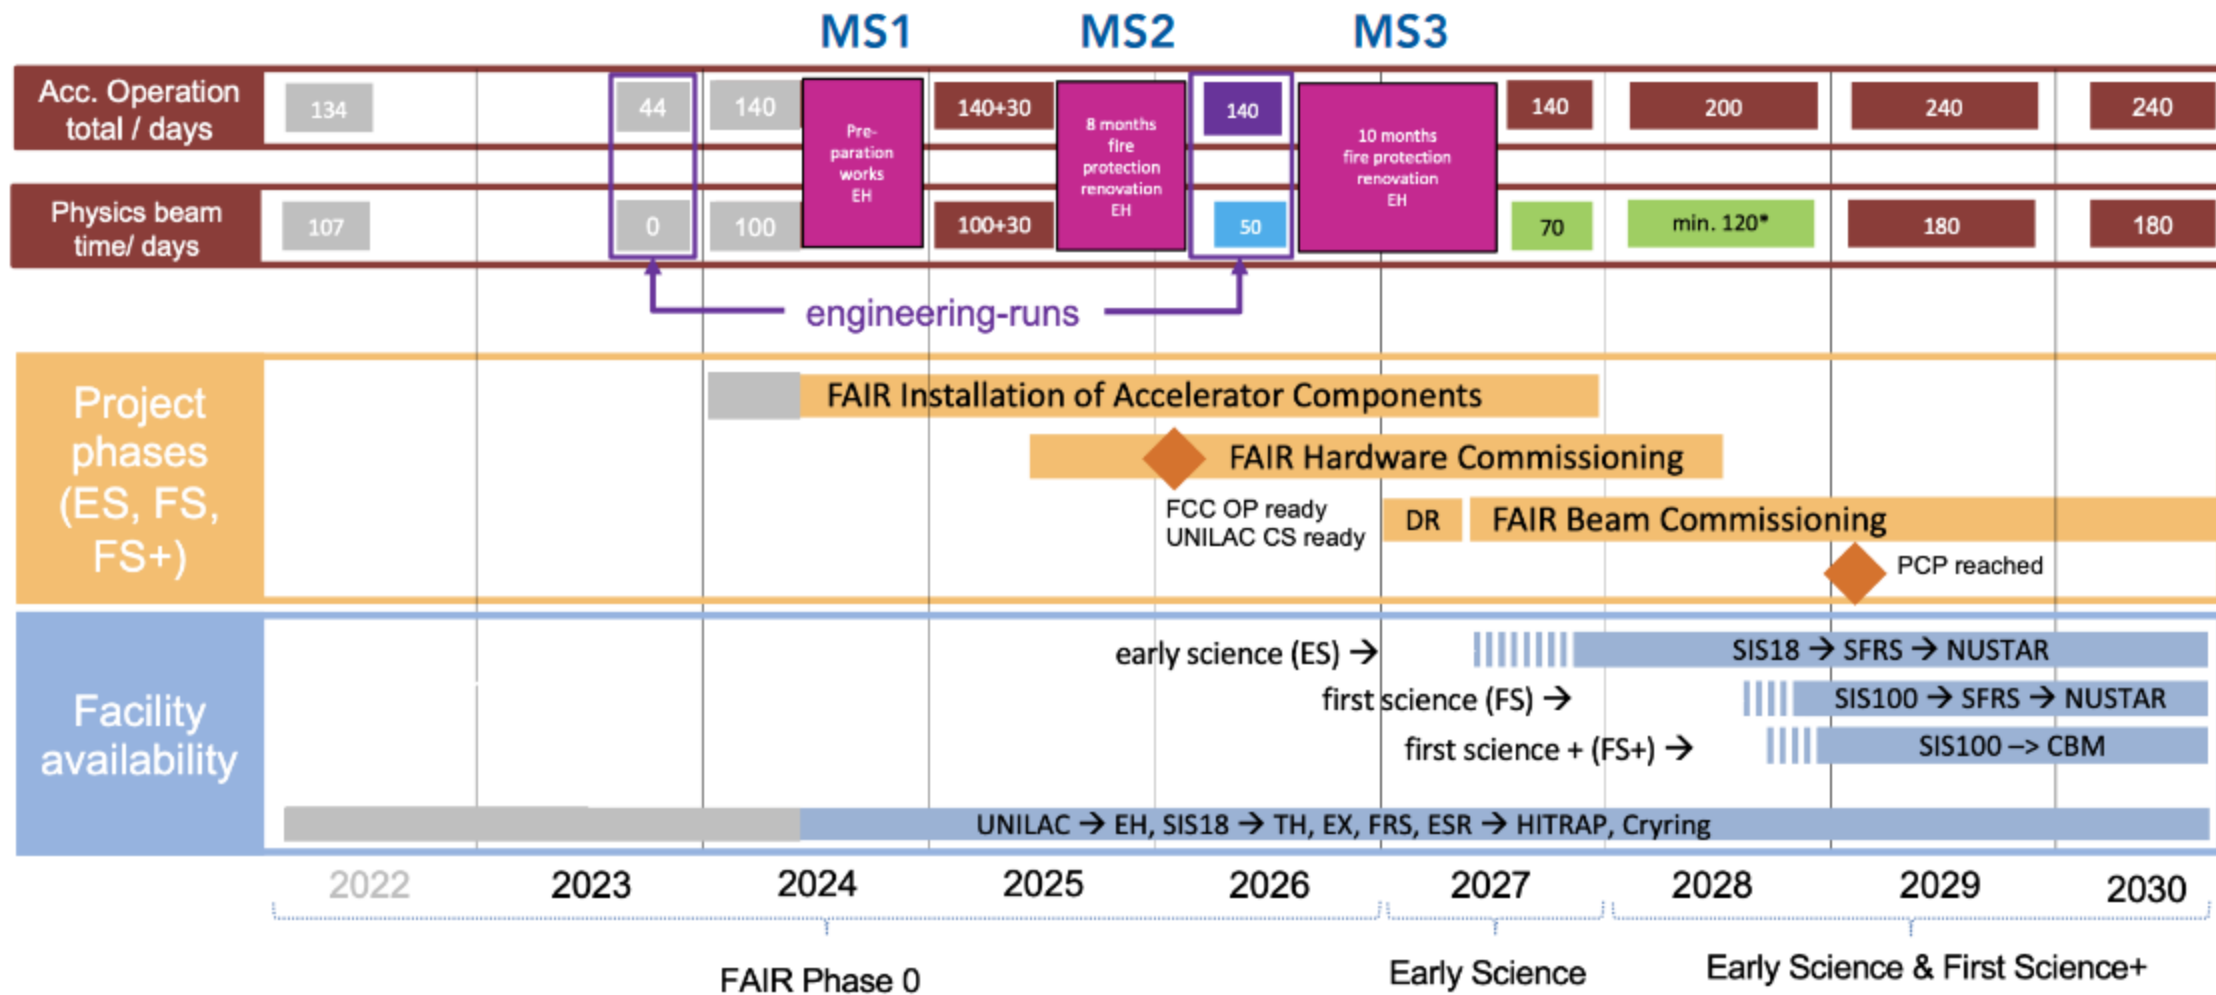 MS1 MS2 MS3
Acc. Operation
total / days
134 44 140 140+30 140 140 200 240 240
Pre-
paration
works
EH
8 months
fire
protection
renovation
EH
10 months
fire protection
renovation
EH
Physics beam
time/ days
107 0 100 100+30 50 70 min. 120* 180 180
engineering-runs
Project
phases
(ES, FS,
FS+)
FAIR Installation of Accelerator Components
FAIR Hardware Commissioning
FCC OP ready
UNILAC CS ready
DR FAIR Beam Commissioning
PCP reached
Facility
availability
early science (ES) → SIS18 → SFRS → NUSTAR
first science (FS) → SIS100 → SFRS → NUSTAR
first science + (FS+) → SIS100 –> CBM
UNILAC → EH, SIS18 → TH, EX, FRS, ESR → HITRAP, Cryring
2022 2023 2024 2025 2026 2027 2028 2029 2030
FAIR Phase 0 Early Science Early Science & First Science+